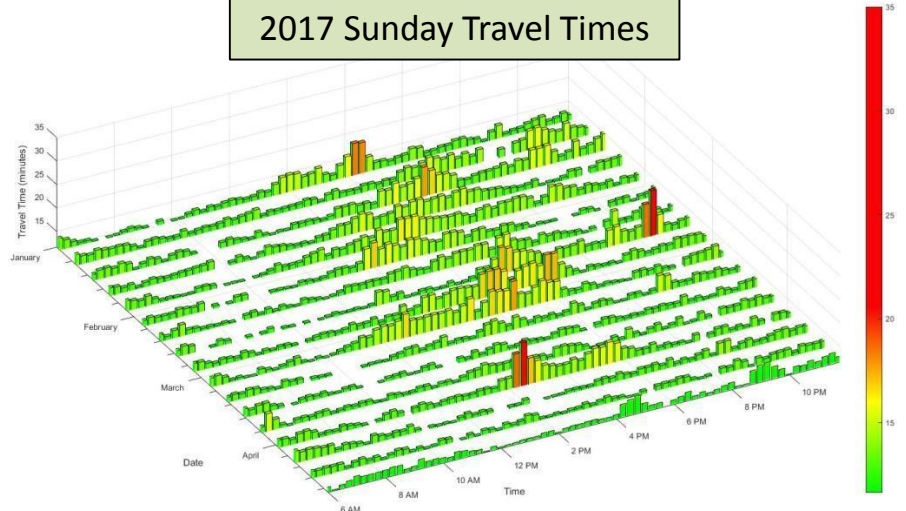 2017 Sunday Travel Times
35
30
25
20
15
Travel Time (minutes)
January
February
March
April
Date
6 AM
8 AM
10 AM
12 PM
2 PM
4 PM
6 PM
8 PM
10 PM
Time
35
30
25
20
15